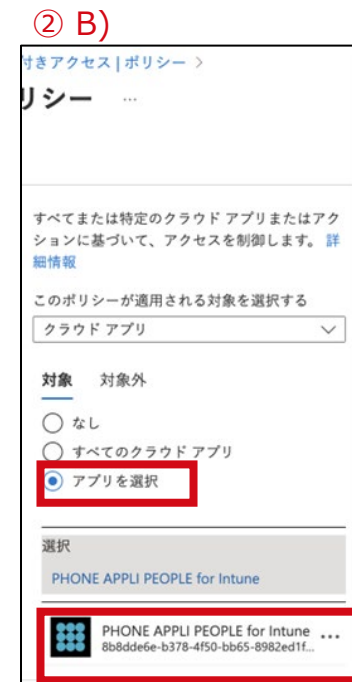 ② B)
付きアクセス | ポリシー >
リシー ...
すべてまたは特定のクラウド アプリまたはアク
ションに基づいて、アクセスを制御します。 詳
細情報
このポリシーが適用される対象を選択する
クラウド アプリ
対象 対象外
なし
すべてのクラウド アプリ
アプリを選択
選択
PHONE APPLI PEOPLE for Intune
PHONE APPLI PEOPLE for Intune ...
8b8dde6e-b378-4f50-bb65-8982ed1f...